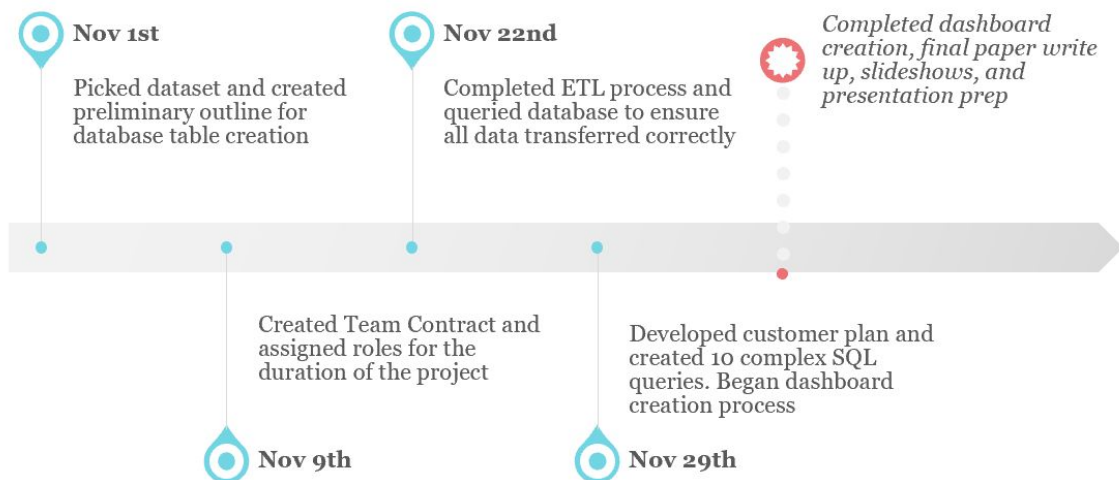 Nov 1st
Picked dataset and created
preliminary outline for
database table creation
Nov 22nd
Completed ETL process and
queried database to ensure
all data transferred correctly
Completed dashboard
creation, final paper write
up, slideshows, and
presentation prep
Created Team Contract and
assigned roles for the
duration of the project
Nov 9th
Developed customer plan and
created 10 complex SQL
queries. Began dashboard
creation process
Nov 29th